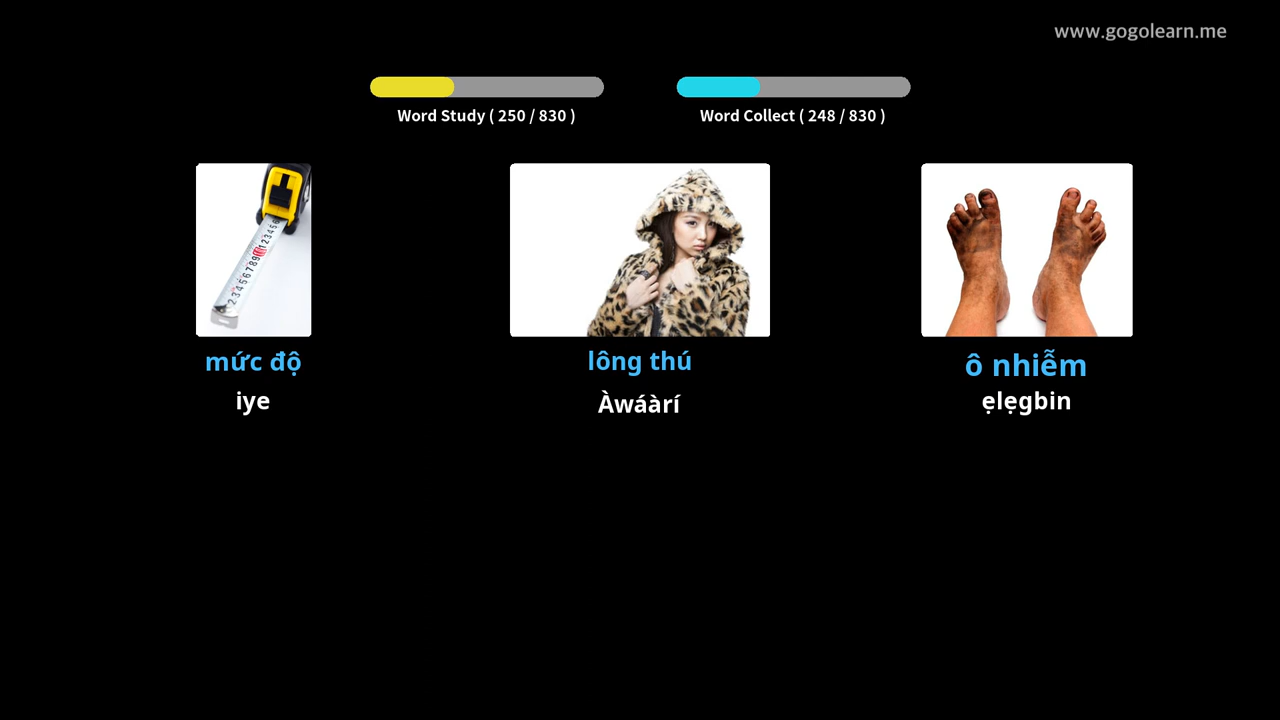 www.gogolearn.me
Word Study ( 250 / 830 )
Word Collect ( 248 / 830 )
mức độ
iye
lông thú
Àwáàrí
ô nhiễm
ẹlẹgbin